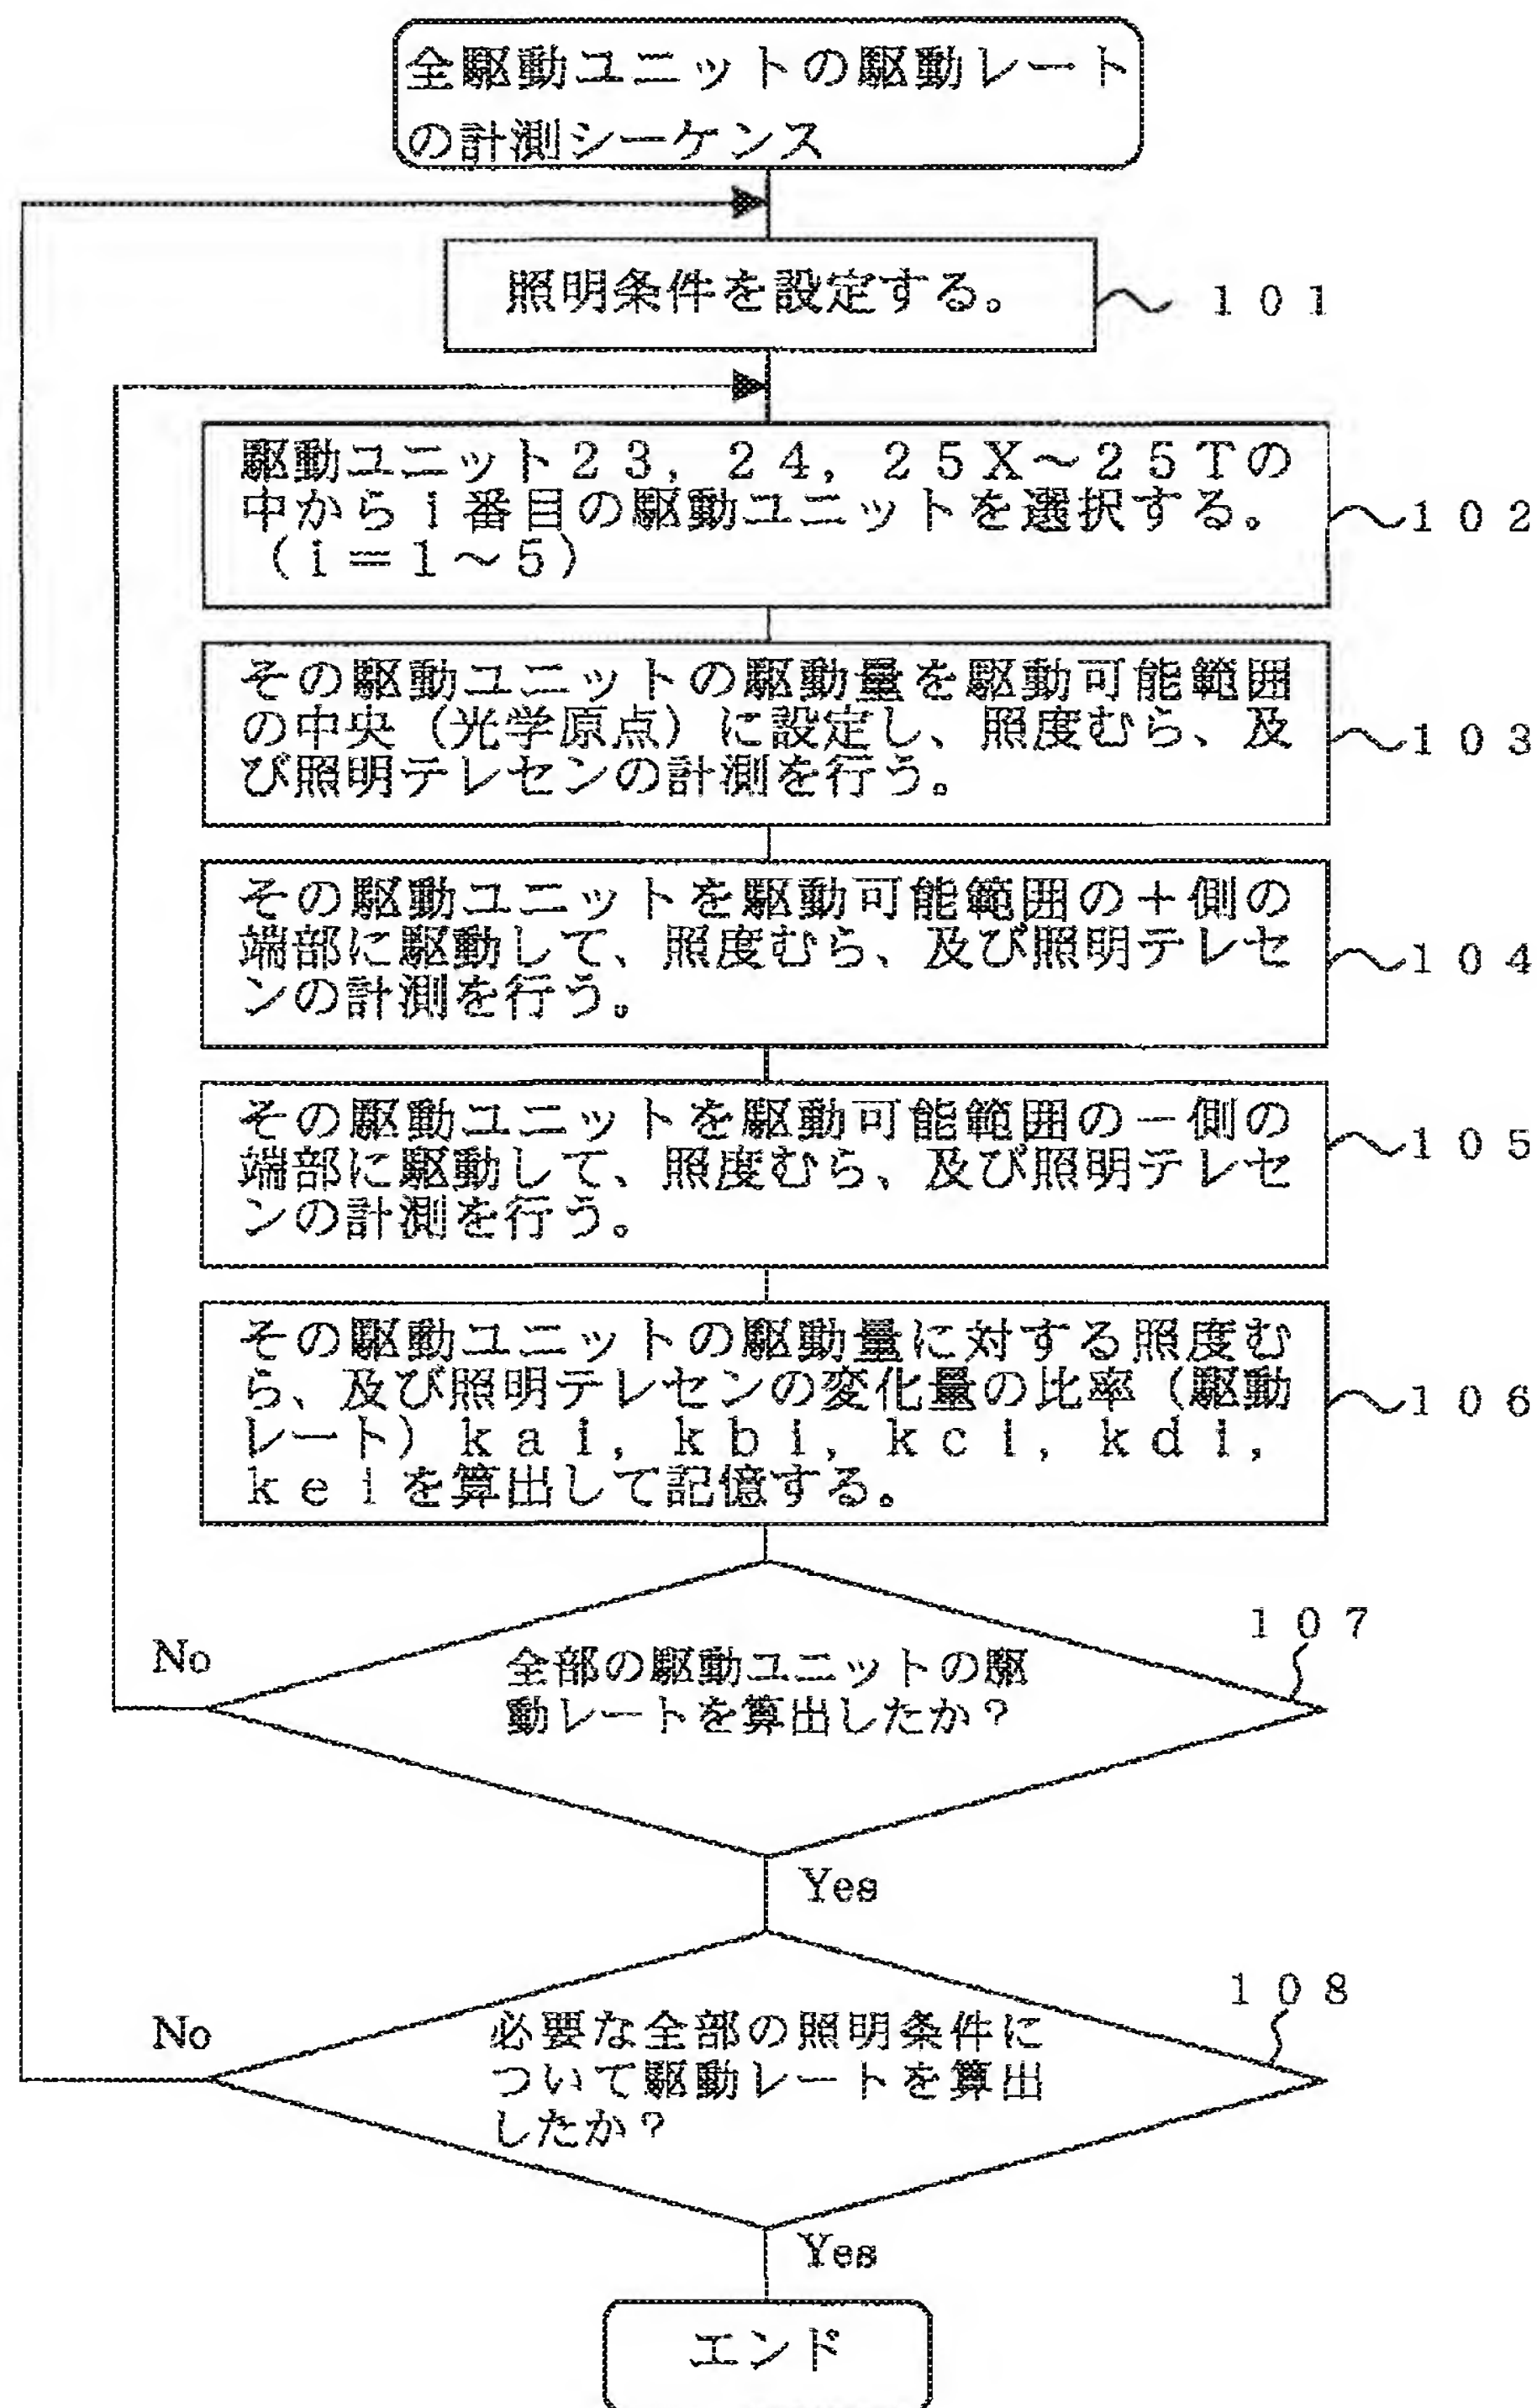 全駆動ユニットの駆動レート
の計測シーケンス
照明条件を設定する。
101
駆動ユニット23, 24, 25X~25Tの
中からi番目の駆動ユニットを選択する。
(i=1~5)
102
その駆動ユニットの駆動量を駆動可能範囲
の中央(光学原点)に設定し、照度むら、及
び照明テレセンの計測を行う。
103
その駆動ユニットを駆動可能範囲の+側の
端部に駆動して、照度むら、及び照明テレセ
ンの計測を行う。
104
その駆動ユニットを駆動可能範囲の-側の
端部に駆動して、照度むら、及び照明テレセ
ンの計測を行う。
105
その駆動ユニットの駆動量に対する照度む
ら、及び照明テレセンの変化量の比率(駆動
レート)kai, kbi, kci, kdi,
keiを算出して記憶する。
106
107
No
全部の駆動ユニットの駆
動レートを算出したか?
Yes
108
No
必要な全部の照明条件に
ついて駆動レートを算出
したか?
Yes
エンド